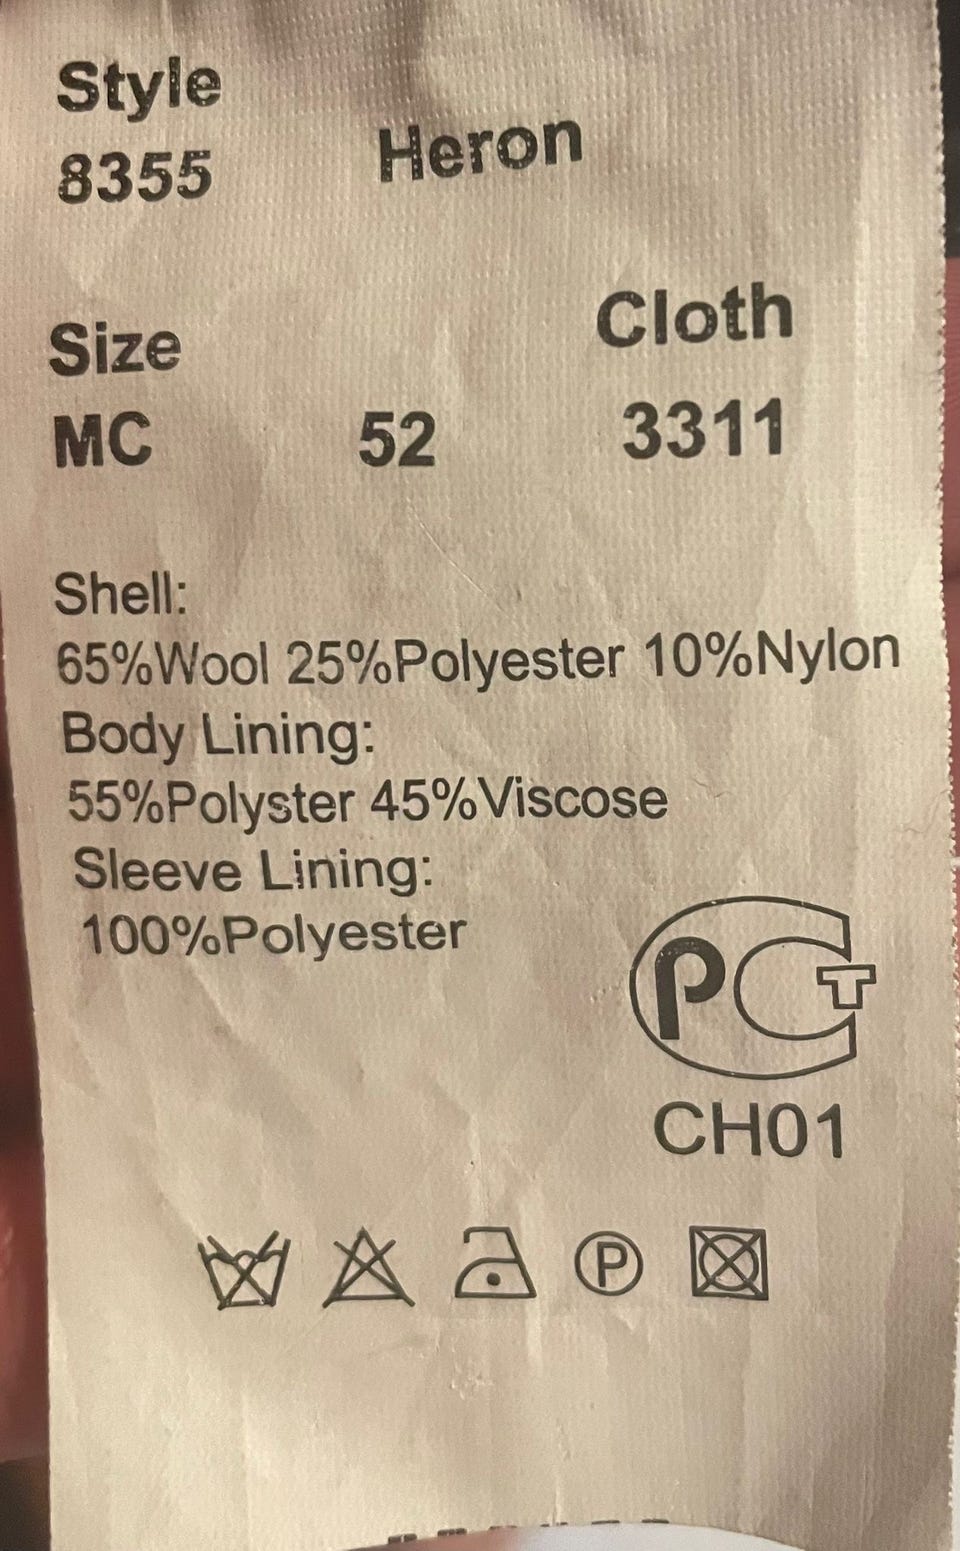 Style
8355 Heron
Size Cloth
MC 52 3311
Shell:
65%Wool 25%Polyester 10%Nylon
Body Lining:
55%Polyster 45%Viscose
Sleeve Lining:
100%Polyester
РСТ
CH01
P